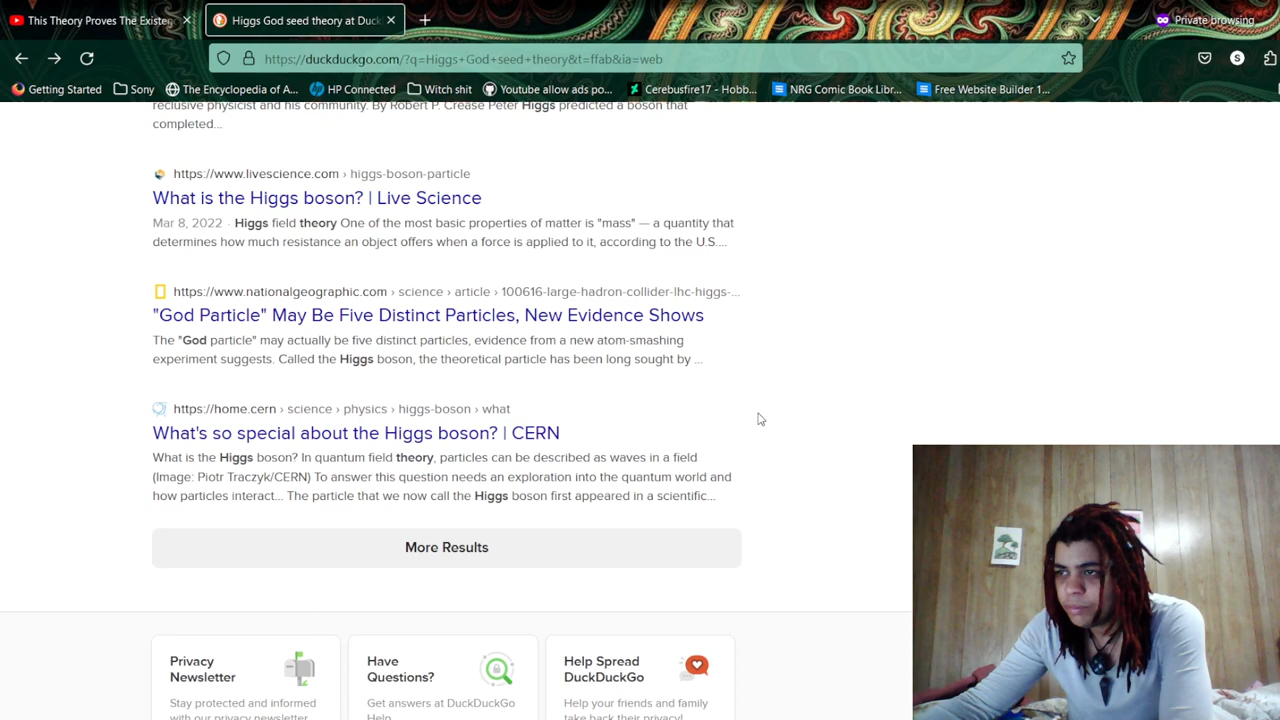 This Theory Proves The Existen
Higgs God seed theory at Duck
Private browsing
https://duckduckgo.com/?q=Higgs+God+seed+theory&t=ffab&ia=web
S
Getting Started
Sony
The Encyclopedia of A...
HP Connected
Witch shit
Youtube allow ads po...
Cerebusfire17 - Hobb...
NRG Comic Book Libr...
Free Website Builder 1...
reclusive physicist and his community. By Robert P. Crease Peter Higgs predicted a boson that
completed...
https://www.livescience.com › higgs-boson-particle
What is the Higgs boson? | Live Science
Mar 8, 2022 · Higgs field theory One of the most basic properties of matter is "mass" — a quantity that
determines how much resistance an object offers when a force is applied to it, according to the U.S....
https://www.nationalgeographic.com › science › article › 100616-large-hadron-collider-lhc-higgs-...
"God Particle" May Be Five Distinct Particles, New Evidence Shows
The "God particle" may actually be five distinct particles, evidence from a new atom-smashing
experiment suggests. Called the Higgs boson, the theoretical particle has been long sought by ...
https://home.cern › science › physics › higgs-boson › what
What's so special about the Higgs boson? | CERN
What is the Higgs boson? In quantum field theory, particles can be described as waves in a field
(Image: Piotr Traczyk/CERN) To answer this question needs an exploration into the quantum world and
how particles interact... The particle that we now call the Higgs boson first appeared in a scientific...
More Results
Privacy
Newsletter
Stay protected and informed
with our privacy newsletter
Have
Questions?
Get answers at DuckDuckGo
Help
Help Spread
DuckDuckGo
Help your friends and family
take back their privacy!